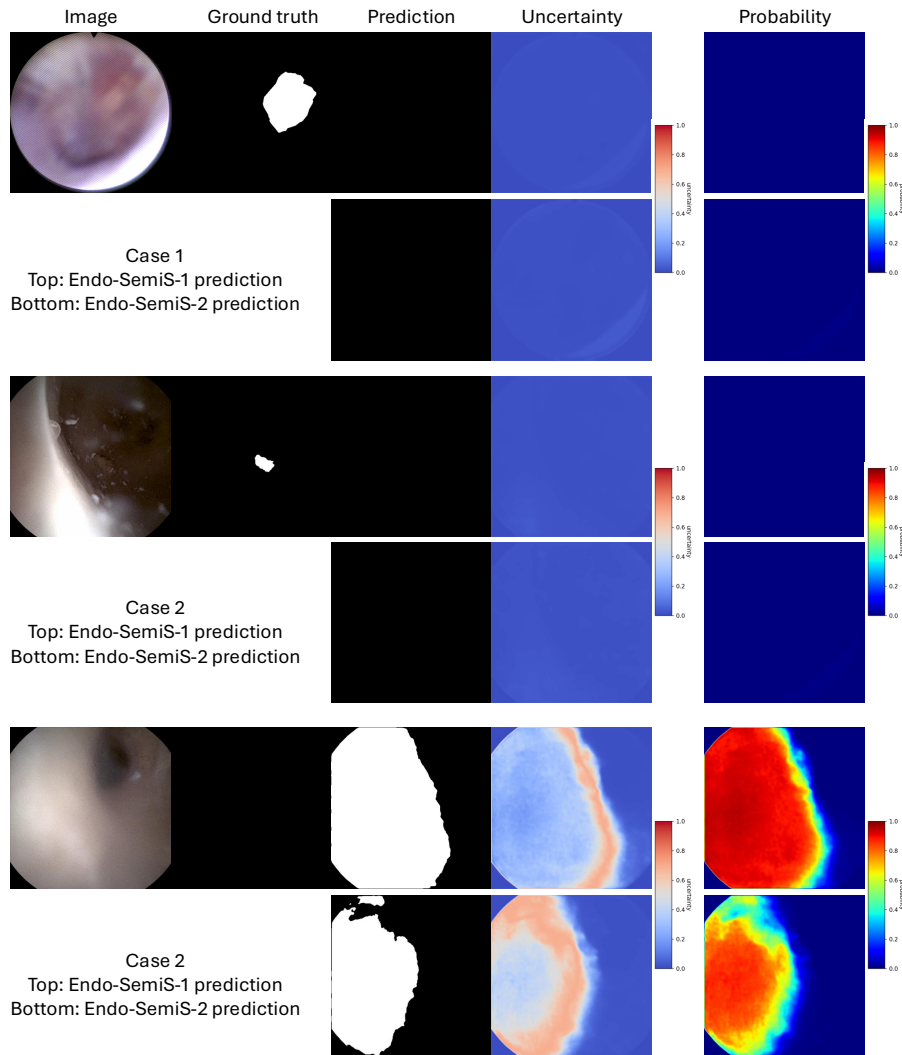 Image Ground truth Prediction Uncertainty Probability
1.0 1.0
0.8 0.8
0.6 0.6
0.4 0.4
0.2 0.2
0.0 0.0
uncertainty
Case 1
Top: Endo-SemiS-1 prediction
Bottom: Endo-SemiS-2 prediction
1.0 1.0
0.8 0.8
0.6 0.6
0.4 0.4
0.2 0.2
0.0 0.0
uncertainty
Case 2
Top: Endo-SemiS-1 prediction
Bottom: Endo-SemiS-2 prediction
1.0 1.0
0.8 0.8
0.6 0.6
0.4 0.4
0.2 0.2
0.0 0.0
uncertainty
Case 2
Top: Endo-SemiS-1 prediction
Bottom: Endo-SemiS-2 prediction